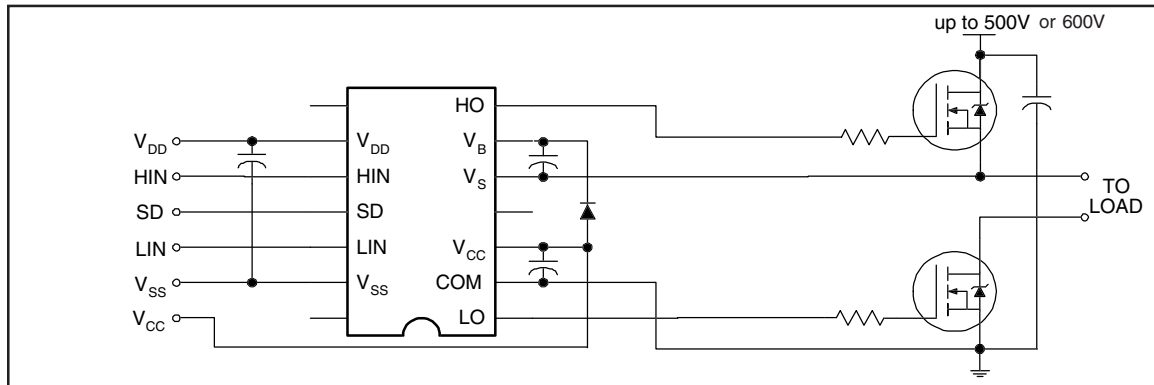 up to 500V or 600V
HO
V_DD V_DD V_B
HIN HIN V_S
SD SD
TO
LOAD
LIN LIN V_CC
V_SS V_SS COM
V_CC LO